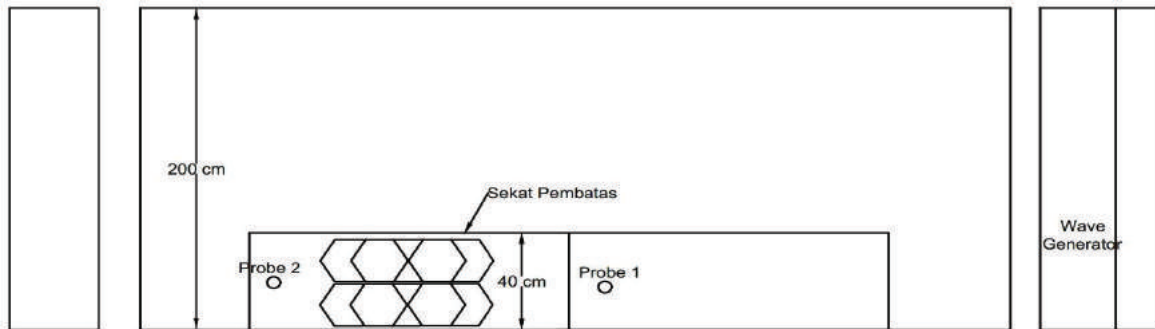 200 cm
Sekat Pembatas
Probe 2
40 cm
Probe 1
Wave
Generator